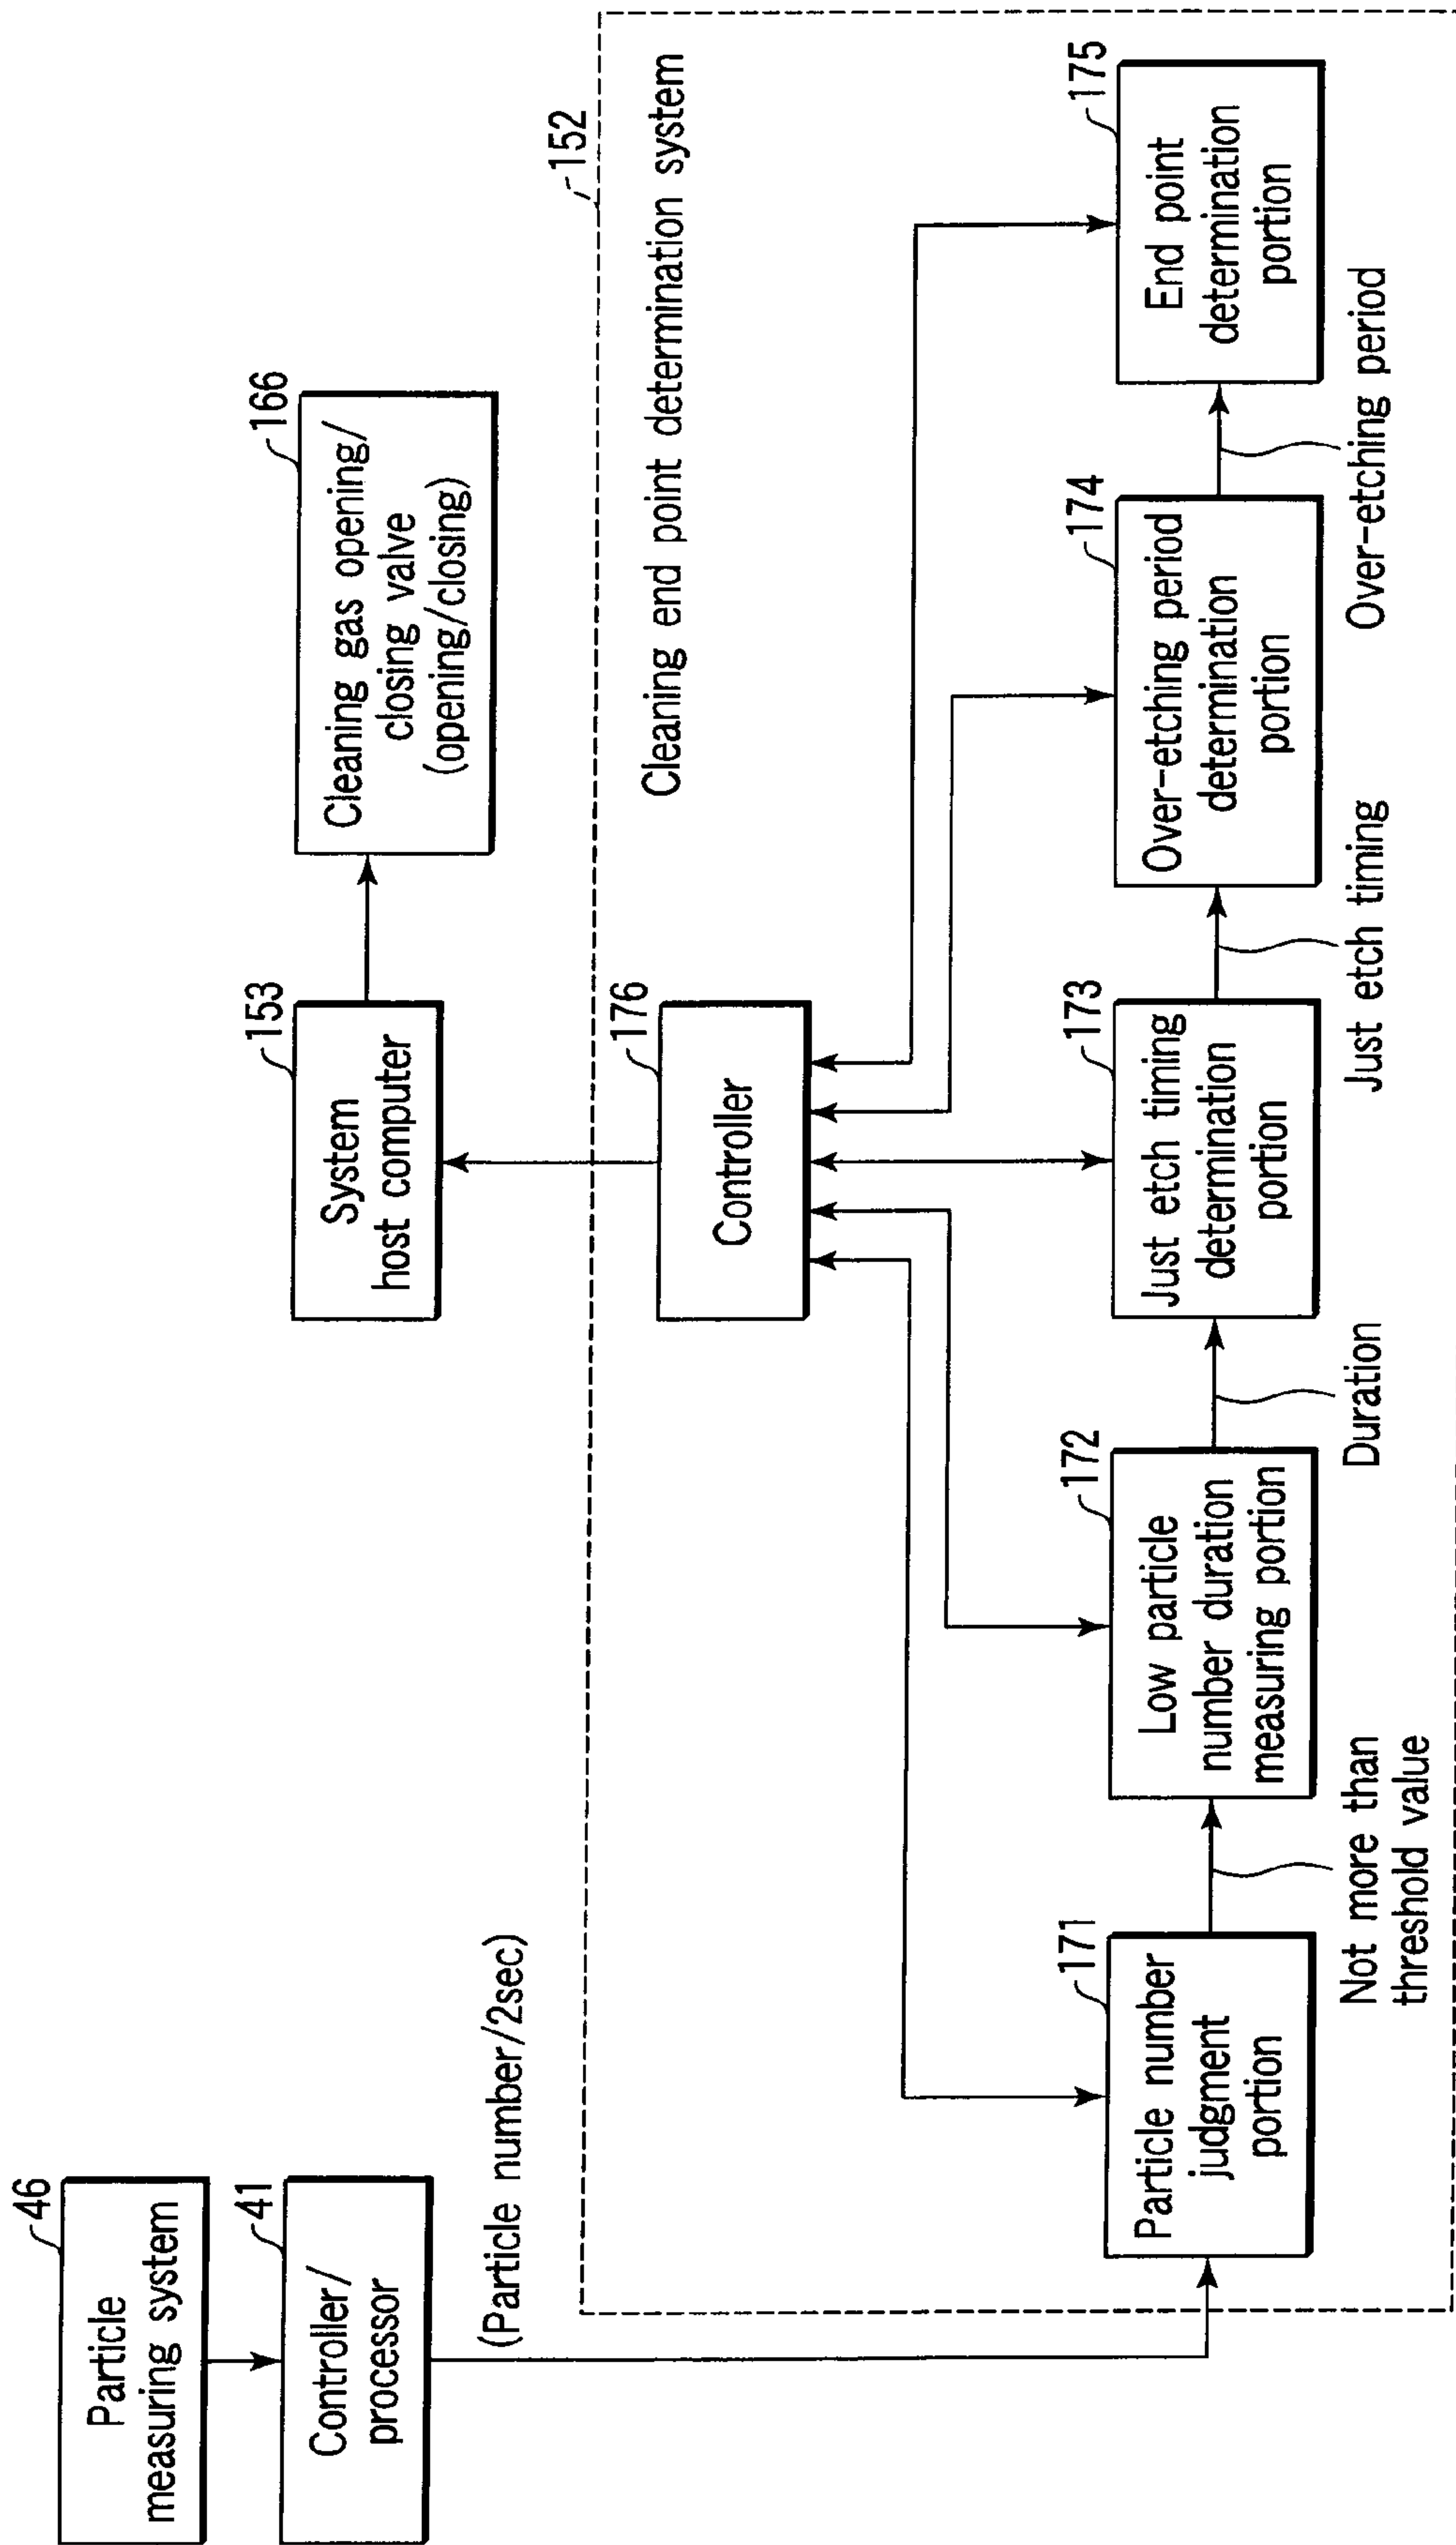 46
Particle
measuring system
41
Controller/
processor
(Particle number/2sec)
153
System
host computer
166
Cleaning gas opening/
closing valve
(opening/closing)
152
Cleaning end point determination system
176
Controller
171
Particle number
judgment
portion
Not more than
threshold value
172
Low particle
number duration
measuring portion
Duration
173
Just etch timing
determination
portion
Just etch timing
174
Over-etching period
determination
portion
Over-etching period
175
End point
determination
portion